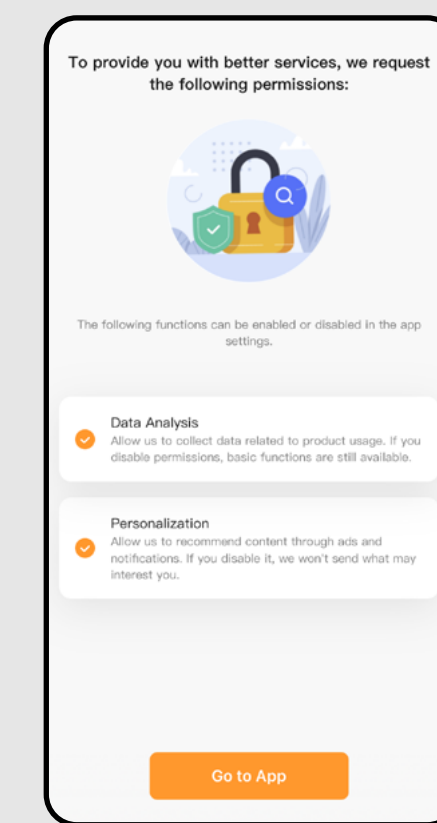 To provide you with better services, we request
the following permissions:
The following functions can be enabled or disabled in the app
settings.
Data Analysis
Allow us to collect data related to product usage. If you
disable permissions, basic functions are still available.
Personalization
Allow us to recommend content through ads and
notifications. If you disable it, we won't send what may
interest you.
Go to App